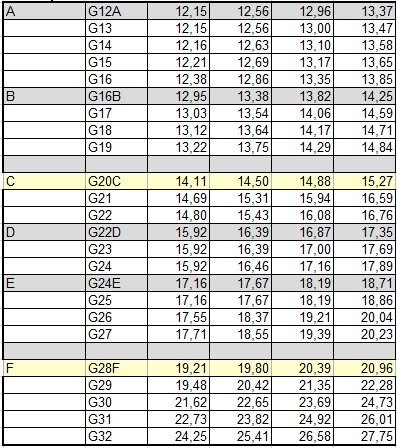 A G12A 12,15 12,56 12,96 13,37
G13 12,15 12,56 13,00 13,47
G14 12,16 12,63 13,10 13,58
G15 12,21 12,69 13,17 13,65
G16 12,38 12,86 13,35 13,85
B G16B 12,95 13,38 13,82 14,25
G17 13,03 13,54 14,06 14,59
G18 13,12 13,64 14,17 14,71
G19 13,22 13,75 14,29 14,84
C G20C 14,11 14,50 14,88 15,27
G21 14,69 15,31 15,94 16,59
G22 14,80 15,43 16,08 16,76
D G22D 15,92 16,39 16,87 17,35
G23 15,92 16,39 17,00 17,69
G24 15,92 16,46 17,16 17,89
E G24E 17,16 17,67 18,19 18,71
G25 17,16 17,67 18,19 18,86
G26 17,55 18,37 19,21 20,04
G27 17,71 18,55 19,39 20,23
F G28F 19,21 19,80 20,39 20,96
G29 19,48 20,42 21,35 22,28
G30 21,62 22,65 23,69 24,73
G31 22,73 23,82 24,92 26,01
G32 24,25 25,41 26,58 27,75